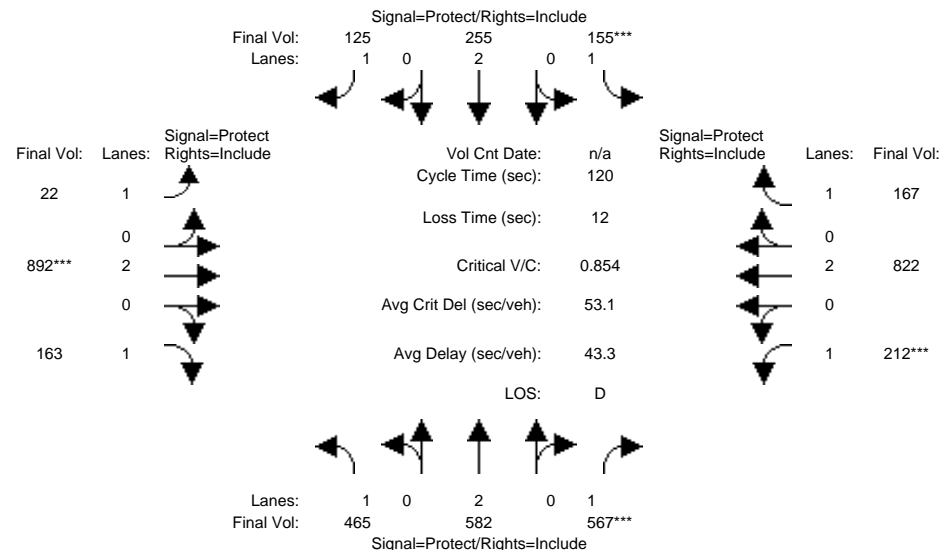 Signal=Protect/Rights=Include
Final Vol: 125 255 155***
Lanes: 1 0 2 0 1
Signal=Protect
Final Vol: Lanes: Rights=Include
Vol Cnt Date: n/a
Signal=Protect
Rights=Include Lanes: Final Vol:
Cycle Time (sec): 120
22 1
1 167
Loss Time (sec): 12
0
0
892*** 2
Critical V/C: 0.854
2 822
0
Avg Crit Del (sec/veh): 53.1
0
163 1
Avg Delay (sec/veh): 43.3
1 212***
LOS: D
Lanes: 1 0 2 0 1
Final Vol: 465 582 567***
Signal=Protect/Rights=Include